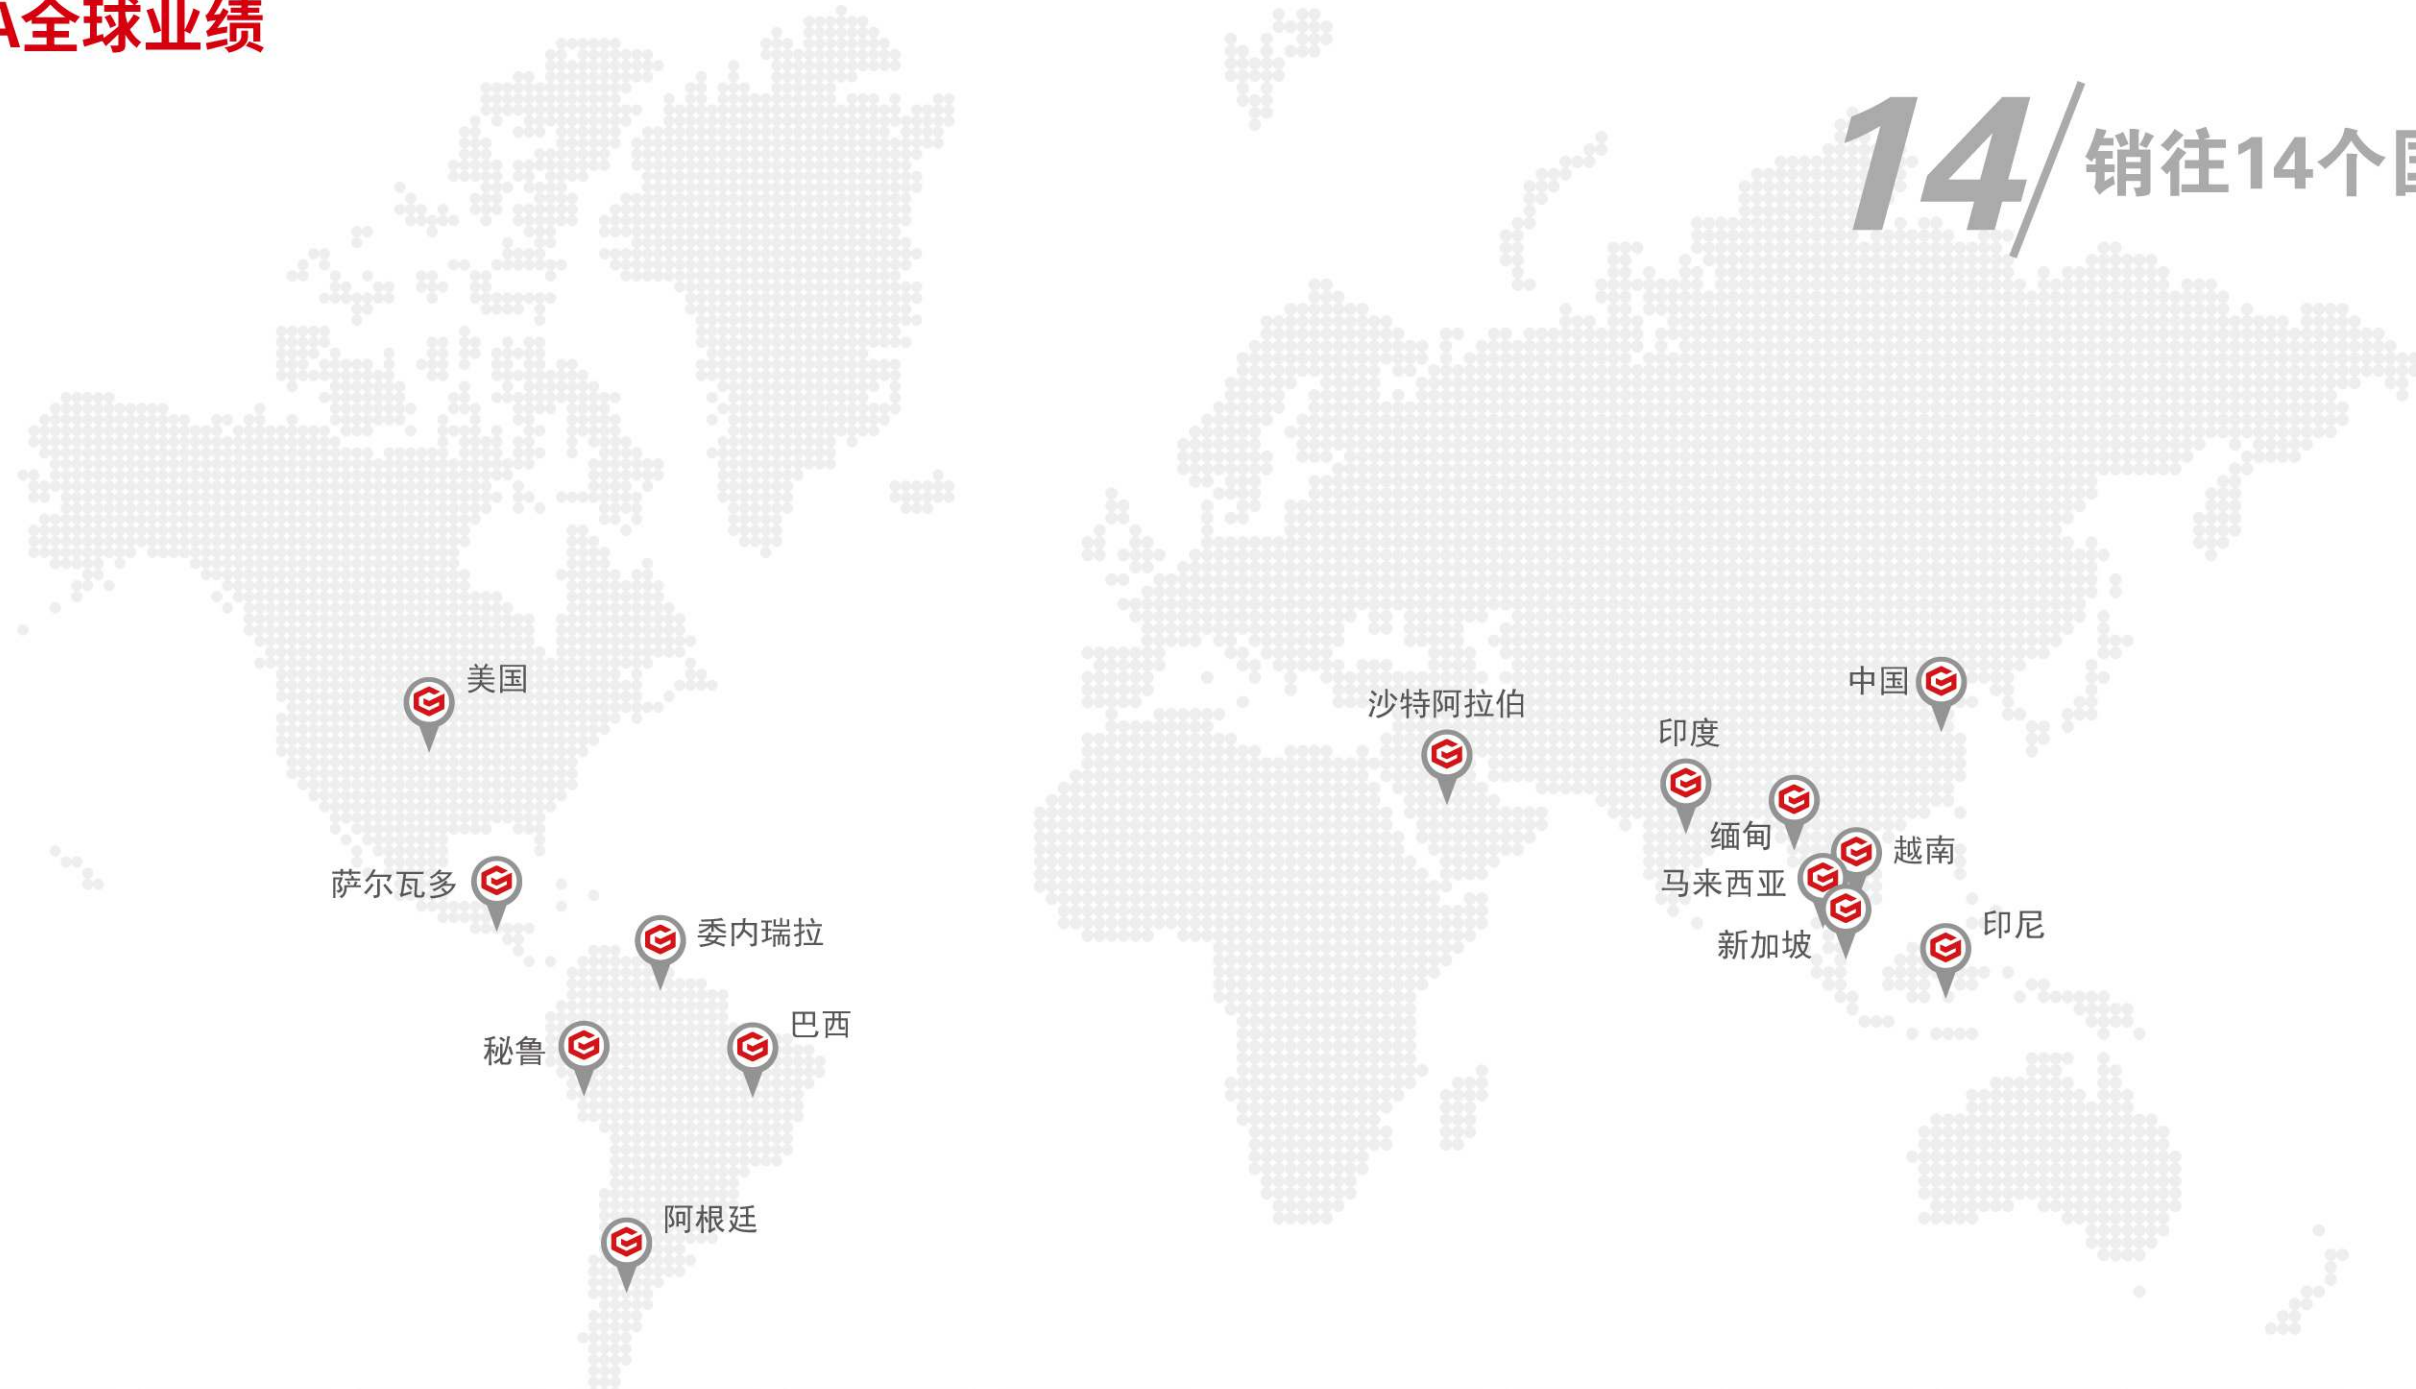 A全球业绩
14
销往14个国
美国
中国
沙特阿拉伯
印度
缅甸
越南
萨尔瓦多
马来西亚
委内瑞拉
印尼
新加坡
巴西
秘鲁
阿根廷